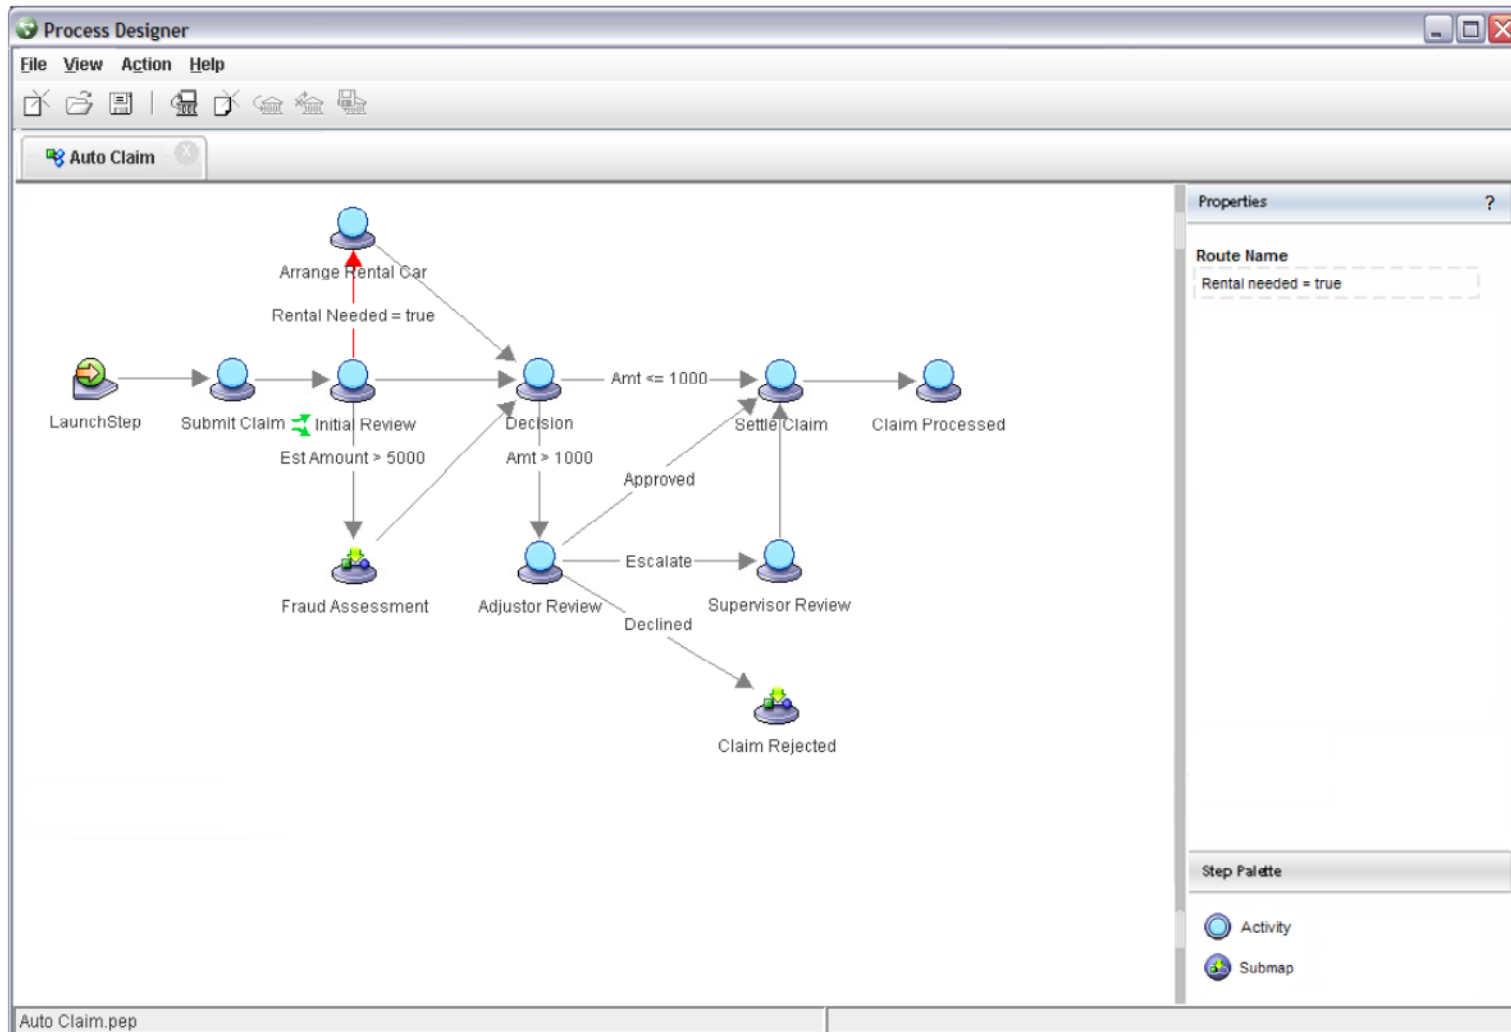 Process Designer
File View Action Help
Auto Claim
Properties ?
Route Name
Rental needed = true
Arrange Rental Car
Rental Needed = true
Amt <= 1000
LaunchStep
Submit Claim
Initial Review
Decision
Settle Claim
Claim Processed
Est Amount > 5000
Amt > 1000
Approved
Escalate
Fraud Assessment
Adjustor Review
Supervisor Review
Declined
Claim Rejected
Step Palette
Activity
Submap
Auto Claim.pep